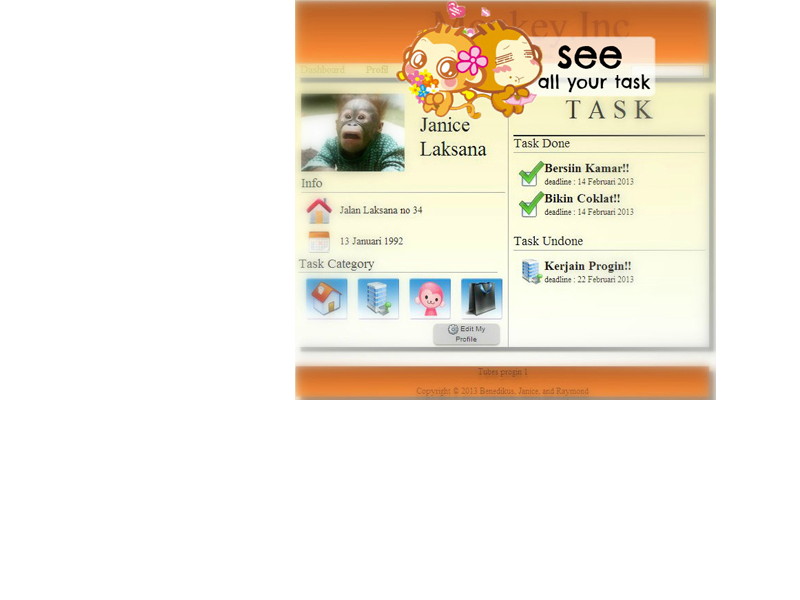 Monkey Inc
see
all your task
Dashboard Profil
Janice
Laksana
Info
Jalan Laksana no 34
13 Januari 1992
Task Category
Edit My
Profile
TASK
Task Done
Bersiin Kamar!!
deadline : 14 Februari 2013
Bikin Coklat!!
deadline : 14 Februari 2013
Task Undone
Kerjain Progin!!
deadline : 22 Februari 2013
Tubes progin 1
Copyright © 2013 Benedikus, Janice, and Raymond